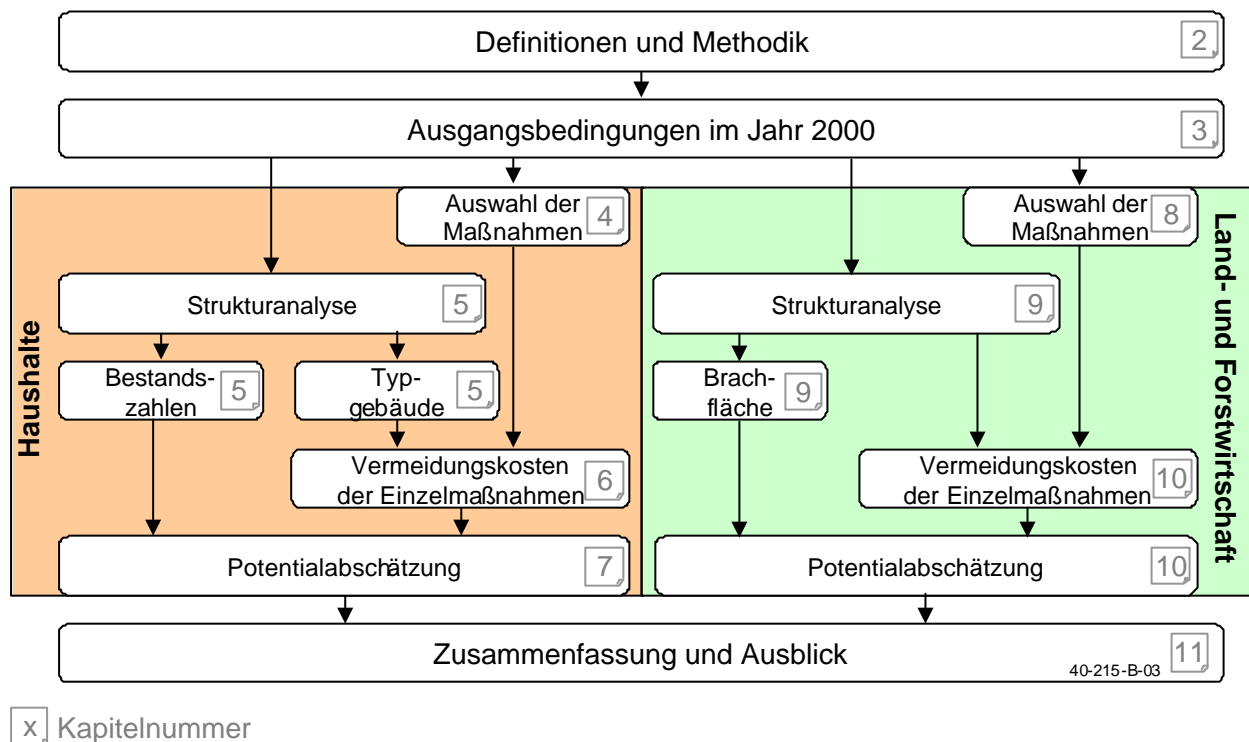 Definitionen und Methodik 2
Ausgangsbedingungen im Jahr 2000 3
Haushalte
Auswahl der
Maßnahmen 4
Strukturanalyse 5
Bestands-
zahlen 5
Typ-
gebäude 5
Vermeidungskosten
der Einzelmaßnahmen 6
Potentialabschätzung 7
Land- und Forstwirtschaft
Auswahl der
Maßnahmen 8
Strukturanalyse 9
Brach-
fläche 9
Vermeidungskosten
der Einzelmaßnahmen 10
Potentialabschätzung 10
Zusammenfassung und Ausblick 11
40-215-B-03
x Kapitelnummer